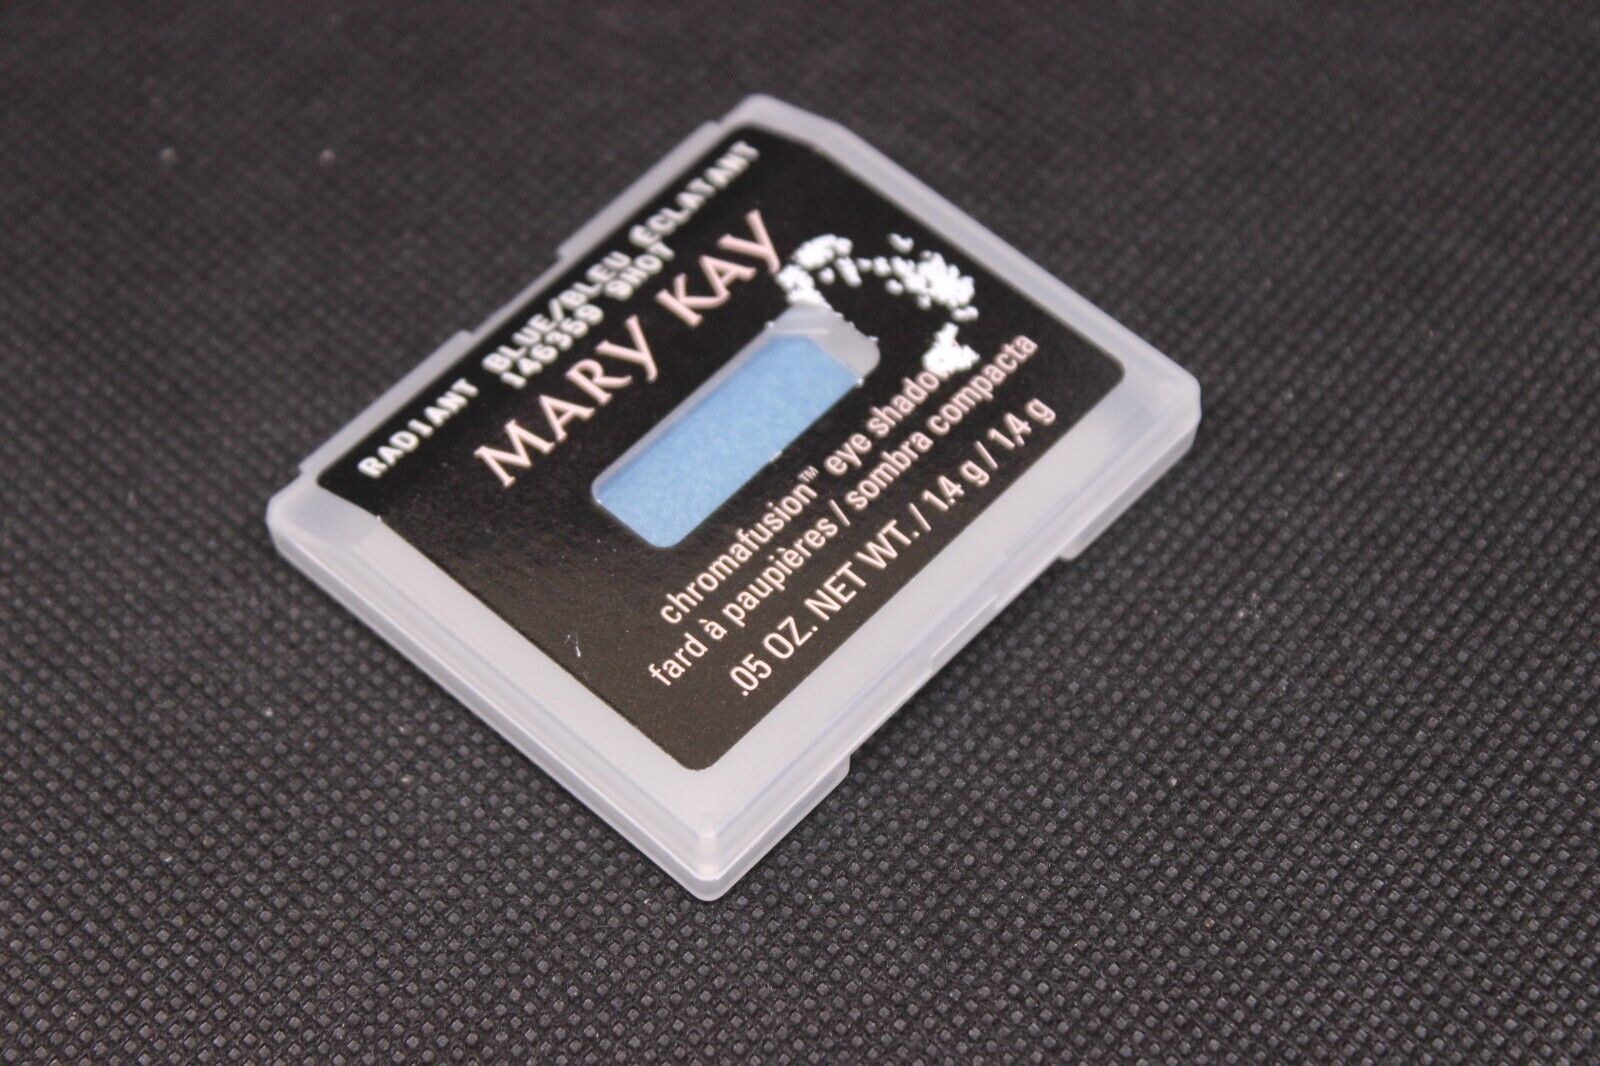 RADIANT BLUE/BLEU ÉCLATANT
146359 9H07
MARY KAY
chromafusion™ eye shadow
fard à paupières / sombra compacta
.05 OZ. NET WT. / 1.4 g / 1,4 g